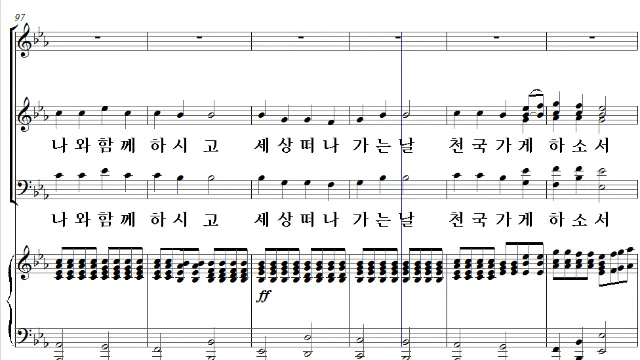 97
나 와 함 께 하 시 고 세 상 떠 나 가 는 날 천 국 가 게 하 소 서
나 와 함 께 하 시 고 세 상 떠 나 가 는 날 천 국 가 게 하 소 서
ff